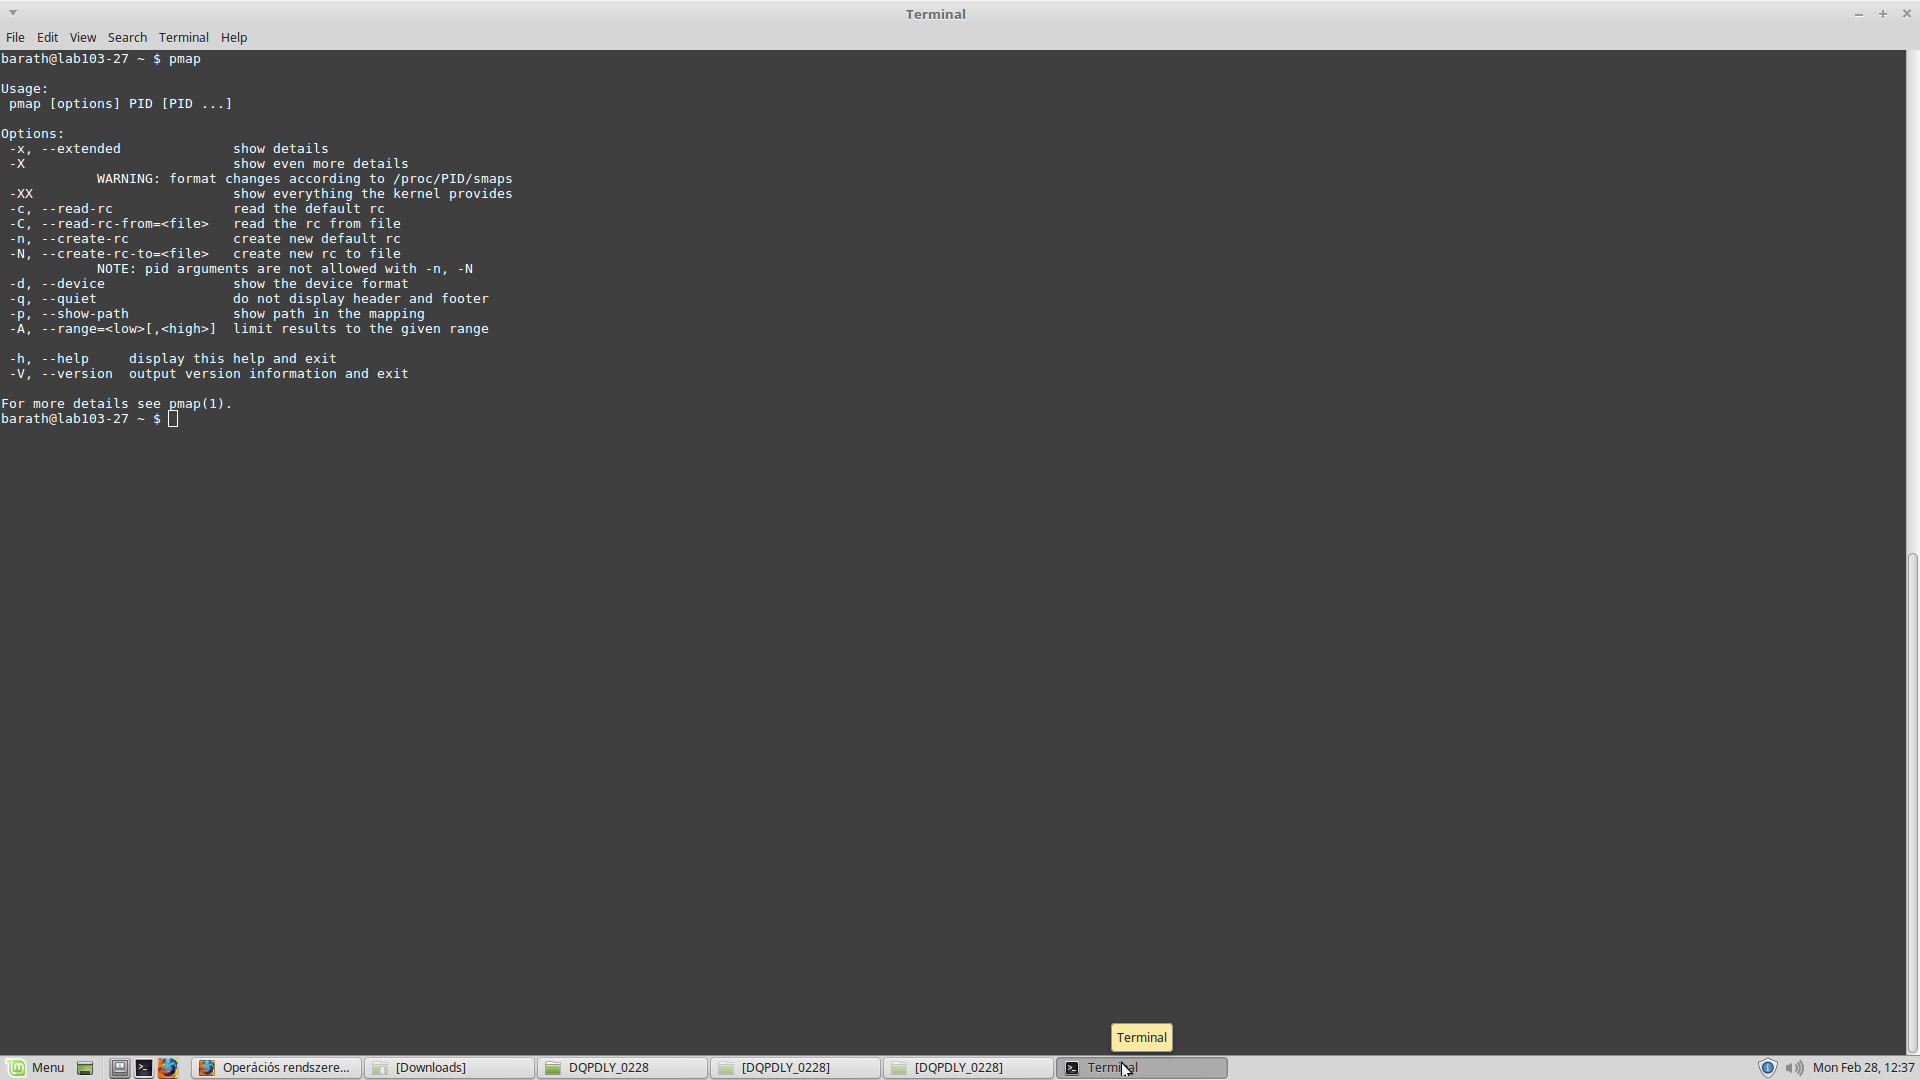 Terminal
File Edit View Search Terminal Help
barath@lab103-27 ~ $ pmap
Usage:
 pmap [options] PID [PID ...]
Options:
 -x, --extended              show details
 -X                          show even more details
            WARNING: format changes according to /proc/PID/smaps
 -XX                         show everything the kernel provides
 -c, --read-rc               read the default rc
 -C, --read-rc-from=<file>   read the rc from file
 -n, --create-rc             create new default rc
 -N, --create-rc-to=<file>   create new rc to file
            NOTE: pid arguments are not allowed with -n, -N
 -d, --device                show the device format
 -q, --quiet                 do not display header and footer
 -p, --show-path             show path in the mapping
 -A, --range=<low>[,<high>]  limit results to the given range
 -h, --help     display this help and exit
 -V, --version  output version information and exit
For more details see pmap(1).
barath@lab103-27 ~ $
Terminal
Menu Operációs rendszere... [Downloads] DQPDLY_0228 [DQPDLY_0228] [DQPDLY_0228] Terminal Mon Feb 28, 12:37